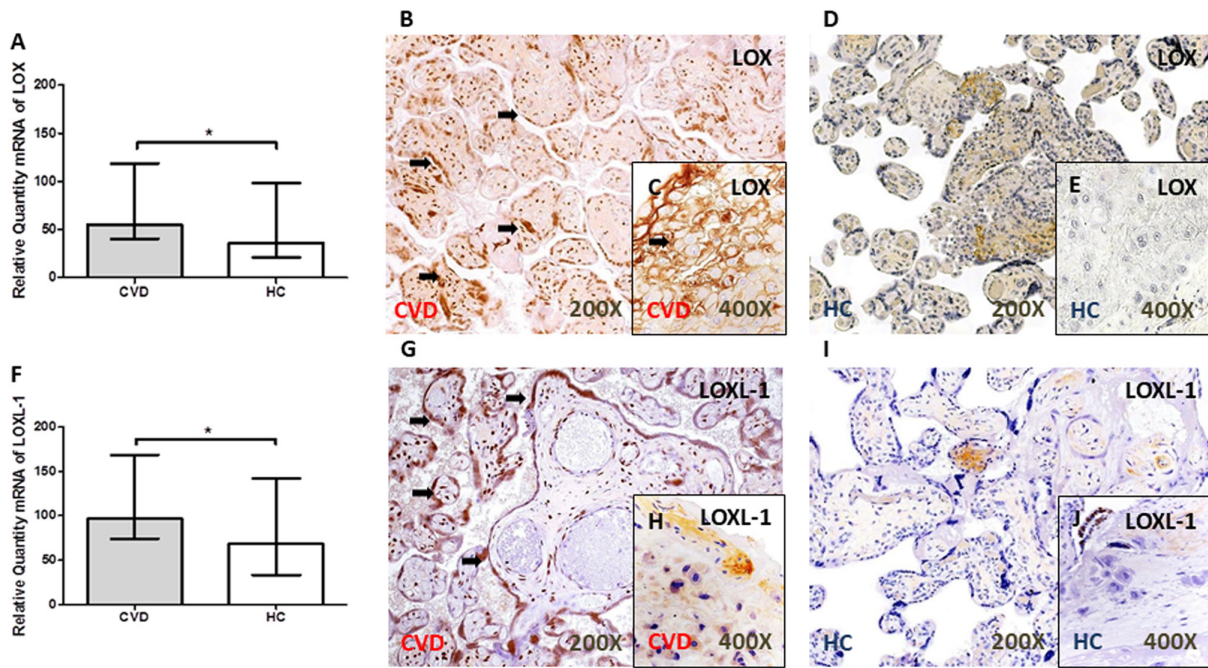 A
Relative Quantity mRNA of LOX
200
150
100
50
0
*
CVD
HC
B
LOX
CVD
200X
C
LOX
CVD
400X
D
LOX
HC
200X
E
LOX
HC
400X
F
Relative Quantity mRNA of LOXL-1
200
150
100
50
0
*
CVD
HC
G
LOXL-1
CVD
200X
H
LOXL-1
CVD
400X
I
LOXL-1
HC
200X
J
LOXL-1
HC
400X